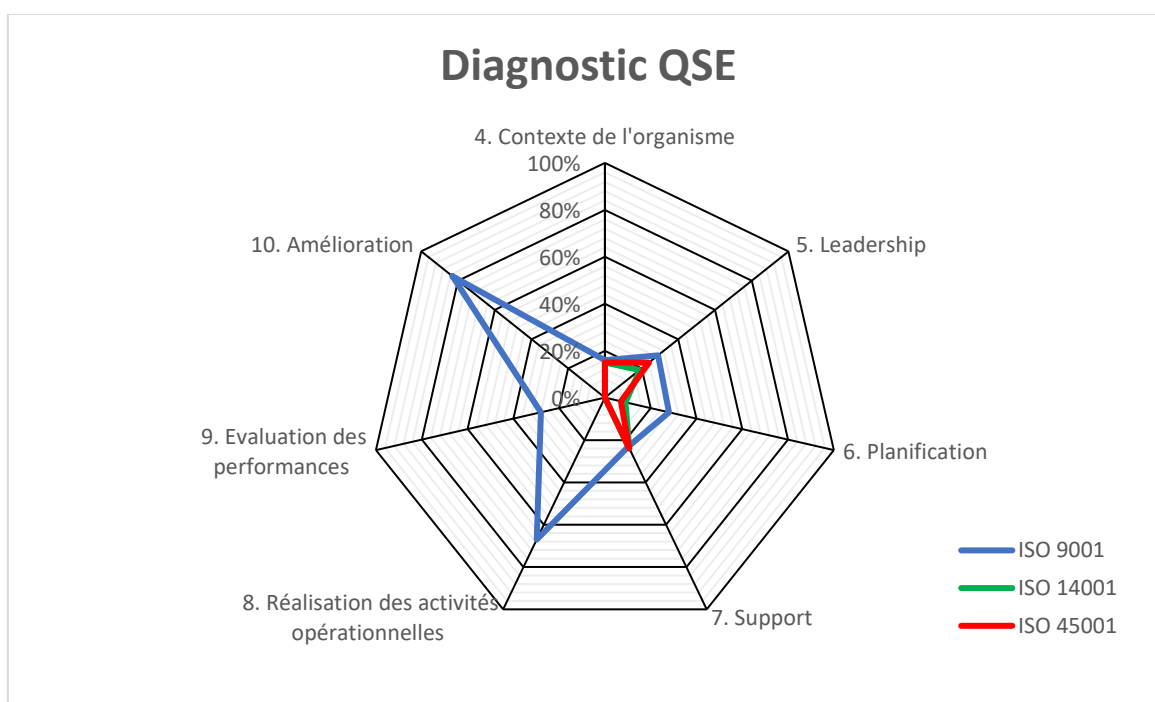 Diagnostic QSE
4. Contexte de l'organisme
100%
80%
60%
40%
20%
0%
5. Leadership
6. Planification
7. Support
8. Réalisation des activités
opérationnelles
9. Evaluation des
performances
10. Amélioration
ISO 9001
ISO 14001
ISO 45001